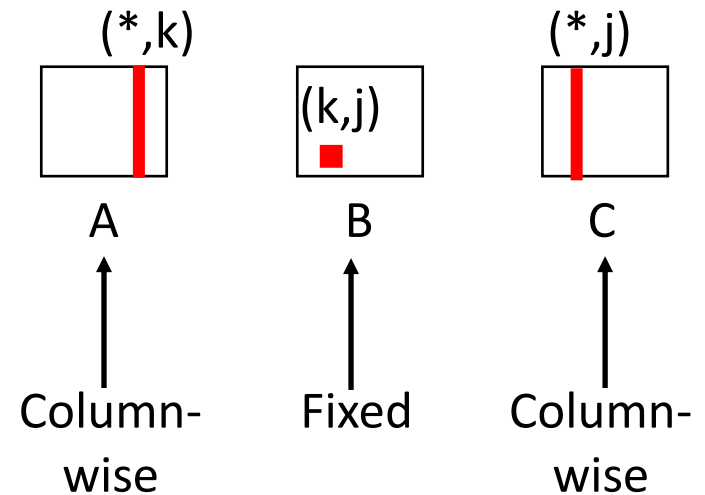 (*,k)
(*,j)
(k,j)
A
B
C
Column-
wise
Fixed
Column-
wise